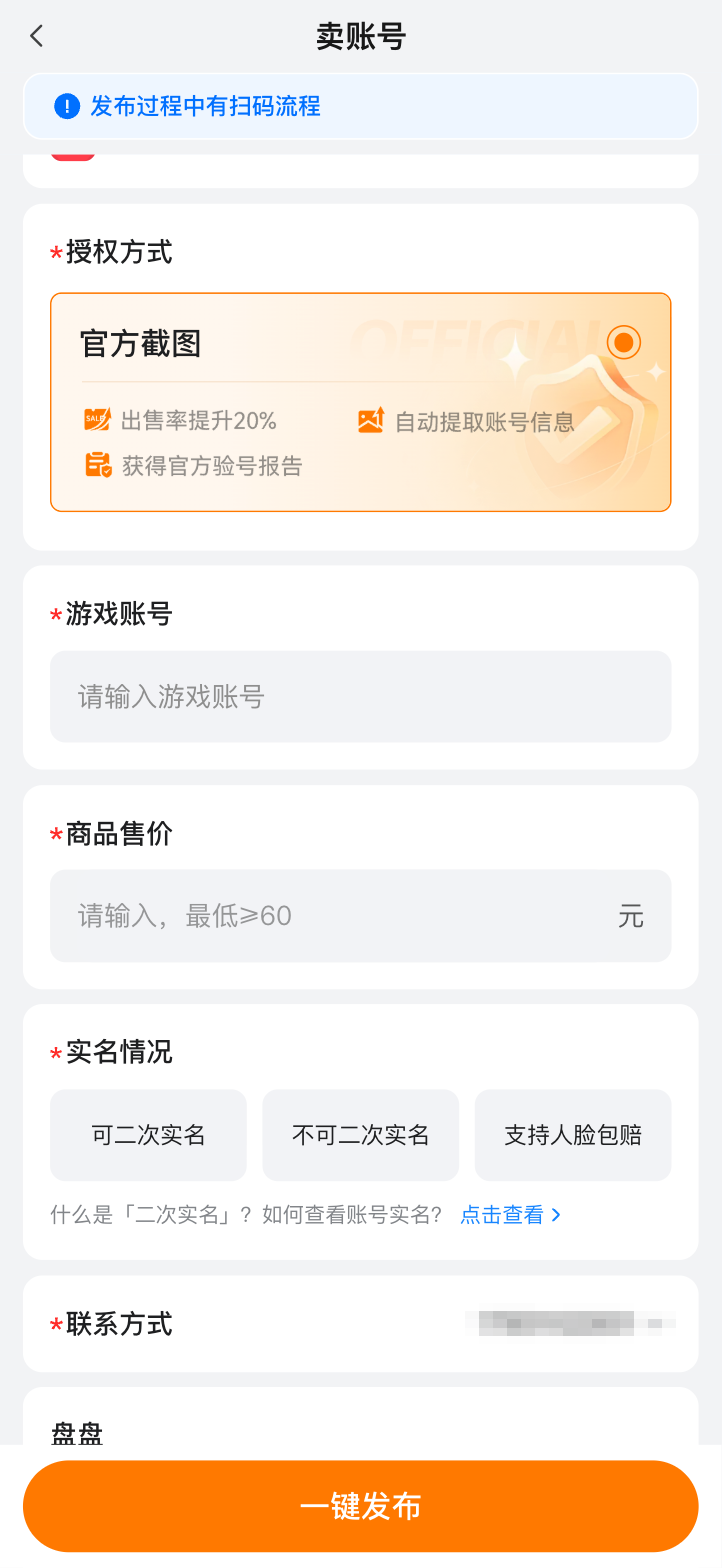 卖账号
发布过程中有扫码流程
*授权方式
OFFICIAL
官方截图
SALE 出售率提升20%
自动提取账号信息
获得官方验号报告
*游戏账号
请输入游戏账号
*商品售价
请输入，最低≥60 元
*实名情况
可二次实名 不可二次实名 支持人脸包赔
什么是「二次实名」？如何查看账号实名？ 点击查看 >
*联系方式
盘盘
一键发布